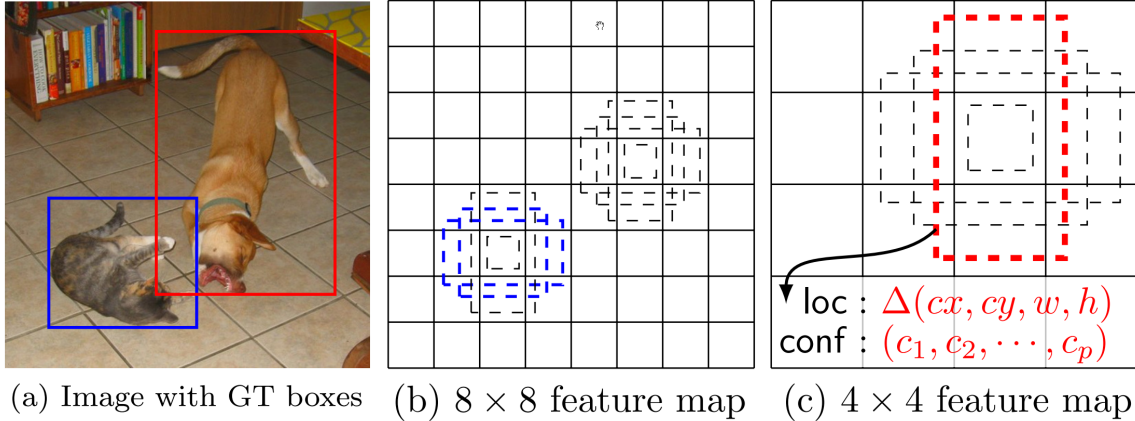 loc : Δ(cx, cy, w, h)
conf : (c₁, c₂, ⋯, cₚ)
(a) Image with GT boxes
(b) 8 × 8 feature map
(c) 4 × 4 feature map